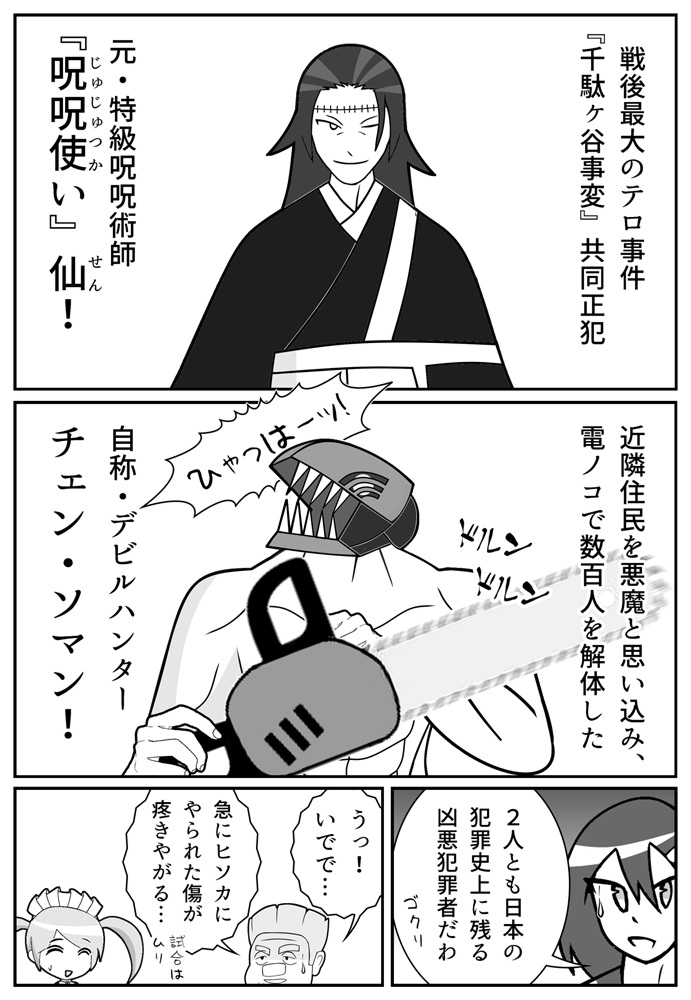 戦後最大のテロ事件
『千駄ヶ谷事変』共同正犯
元・特級呪呪術師
『呪呪使い』仙！
じゅじゅつか
せん
近隣住民を悪魔と思い込み、
電ノコで数百人を解体した
ひゃっはーッ！
ドルン
ドルン
自称・デビルハンター
チェン・ソマン！
２人とも日本の
犯罪史上に残る
凶悪犯罪者だわ
ゴクリ
うっ！
いでで…
急にヒソカに
やられた傷が
疼きやがる…
試合は
ムリ